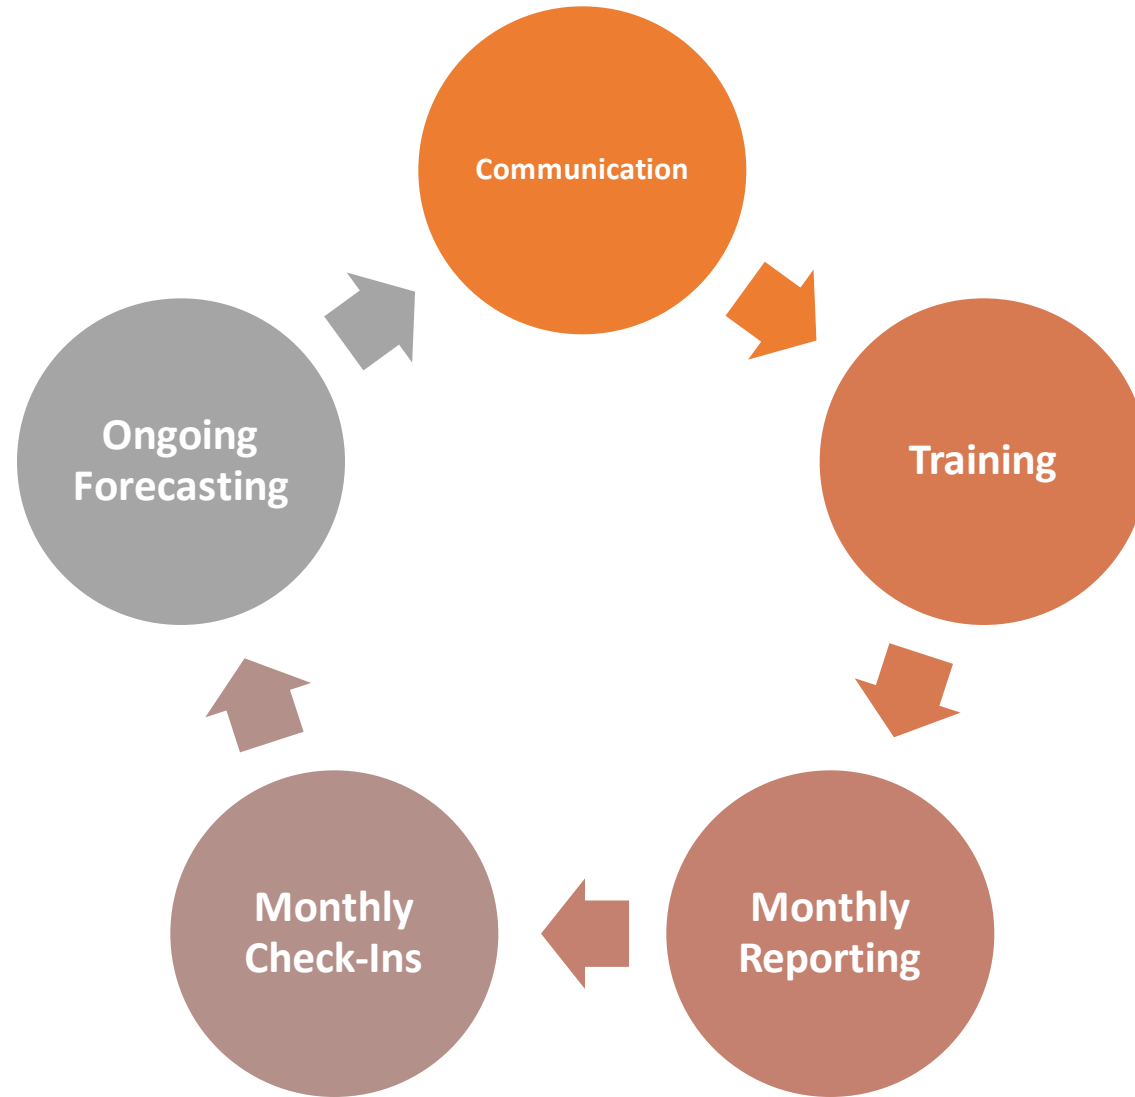 Communication
Training
Monthly
Reporting
Monthly
Check-Ins
Ongoing
Forecasting